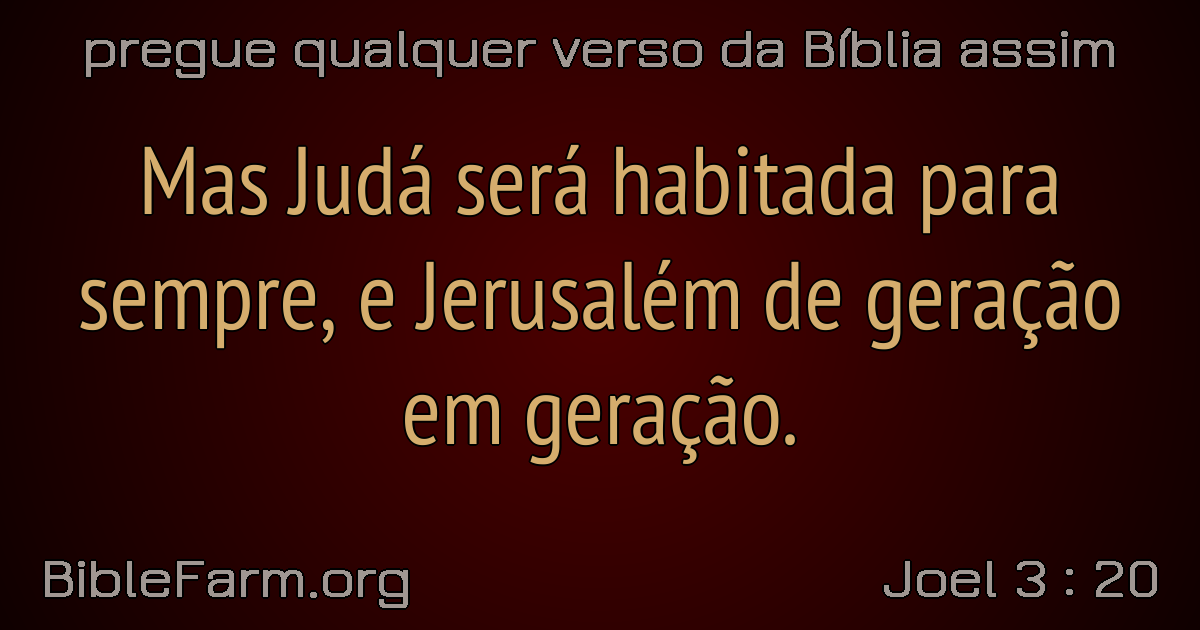 pregue qualquer verso da Bíblia assim
Mas Judá será habitada para
sempre, e Jerusalém de geração
em geração.
BibleFarm.org
Joel 3 : 20